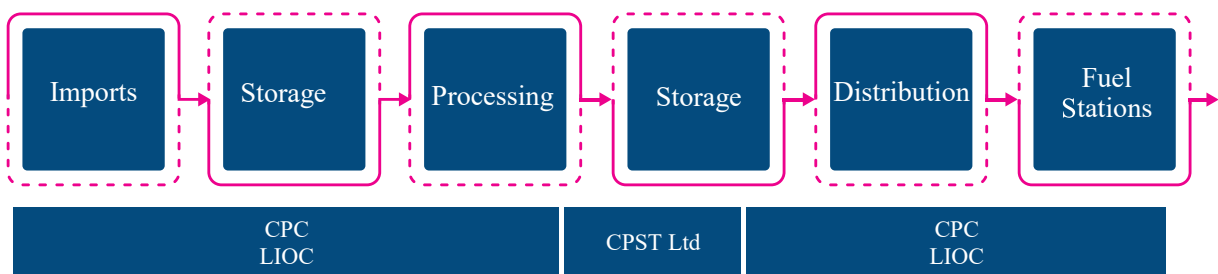 Imports
Storage
Processing
Storage
Distribution
Fuel
Stations
CPC
LIOC
CPST Ltd
CPC
LIOC